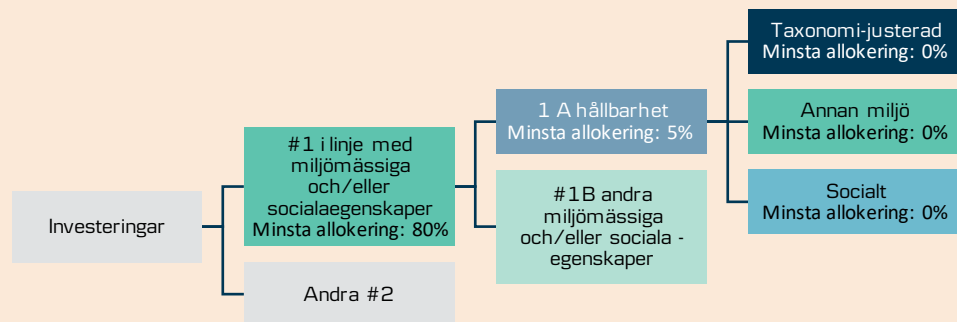 Investeringar
#1 i linje med
miljömässiga
och/eller
socialaegenskaper
Minsta allokering: 80%
Andra #2
1 A hållbarhet
Minsta allokering: 5%
#1B andra
miljömässiga
och/eller sociala -
egenskaper
Taxonomi-justerad
Minsta allokering: 0%
Annan miljö
Minsta allokering: 0%
Socialt
Minsta allokering: 0%